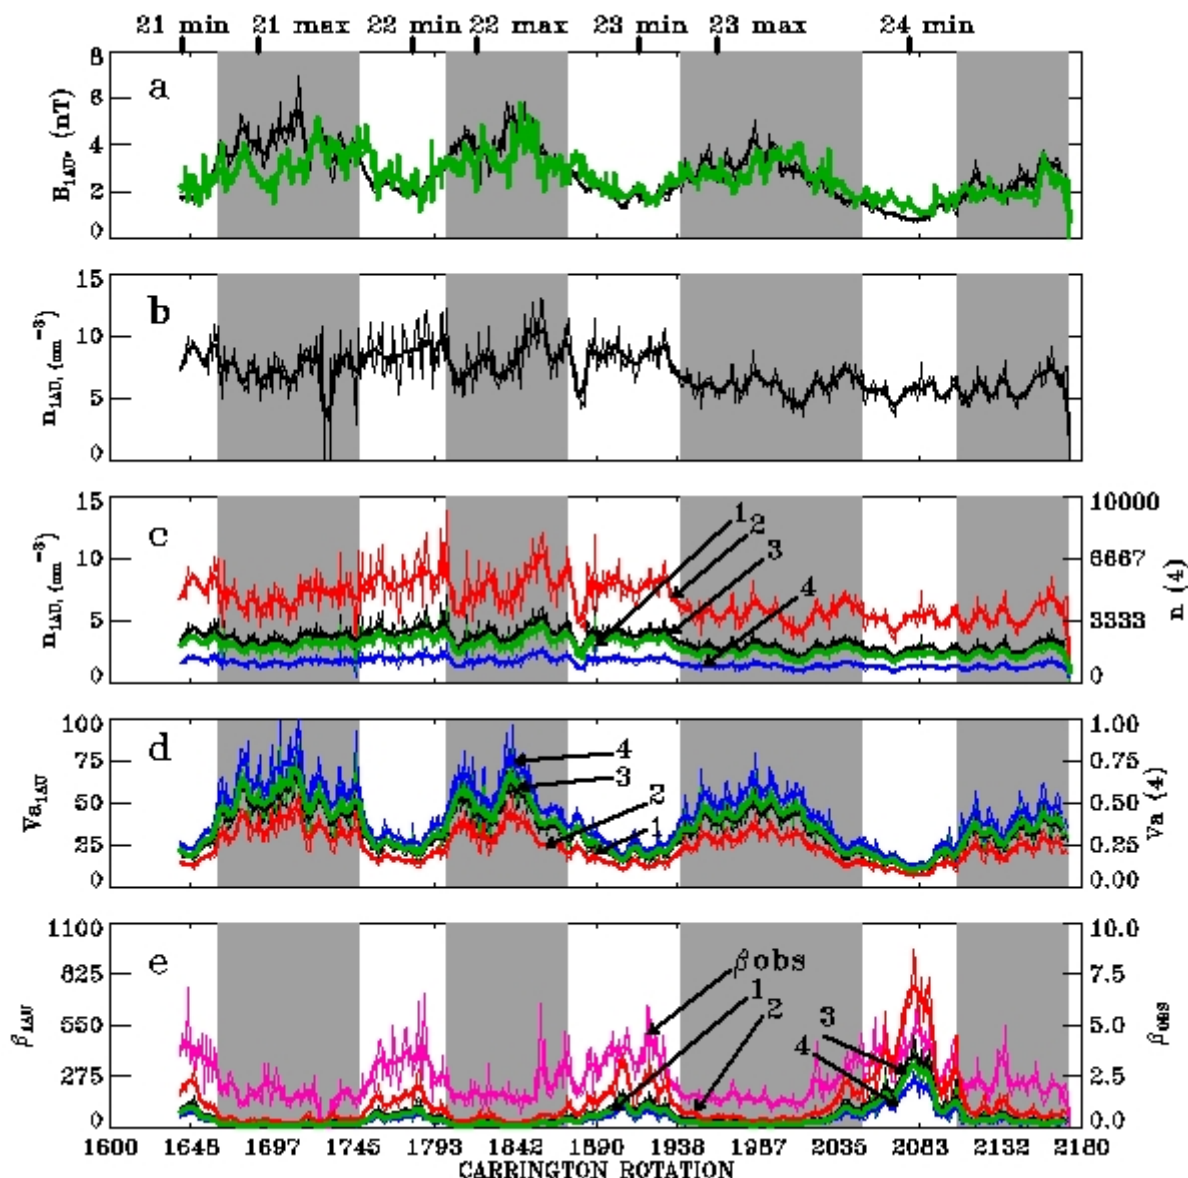 21 min 21 max 22 min 22 max 23 min 23 max 24 min
a
B1AU* (nT)
8
6
4
2
0
b
n1AU, (cm⁻³)
15
10
5
0
c
n1AU, (cm⁻³)
15
10
5
0
1
2
3
4
10000
6667
3333
0
n (4)
d
Va1AU
100
75
50
25
0
4
3
2
1
1.00
0.75
0.50
0.25
0.00
Va (4)
e
β1AU
1100
825
550
275
0
βobs
1
2
3
4
10.0
7.5
5.0
2.5
0.0
βOBS
1600 1648 1697 1745 1793 1842 1890 1938 1987 2035 2083 2132 2180
CARRINGTON ROTATION